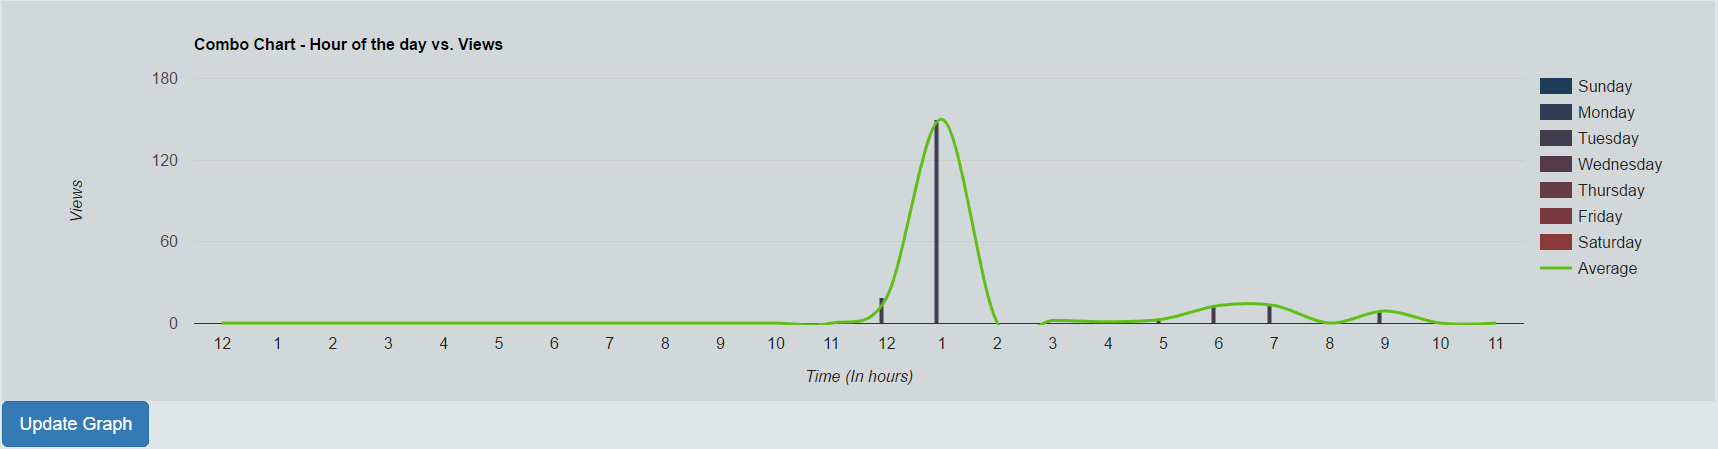 Combo Chart - Hour of the day vs. Views
180
120
60
0
Views
12 1 2 3 4 5 6 7 8 9 10 11 12 1 2 3 4 5 6 7 8 9 10 11
Time (In hours)
Sunday
Monday
Tuesday
Wednesday
Thursday
Friday
Saturday
Average
Update Graph